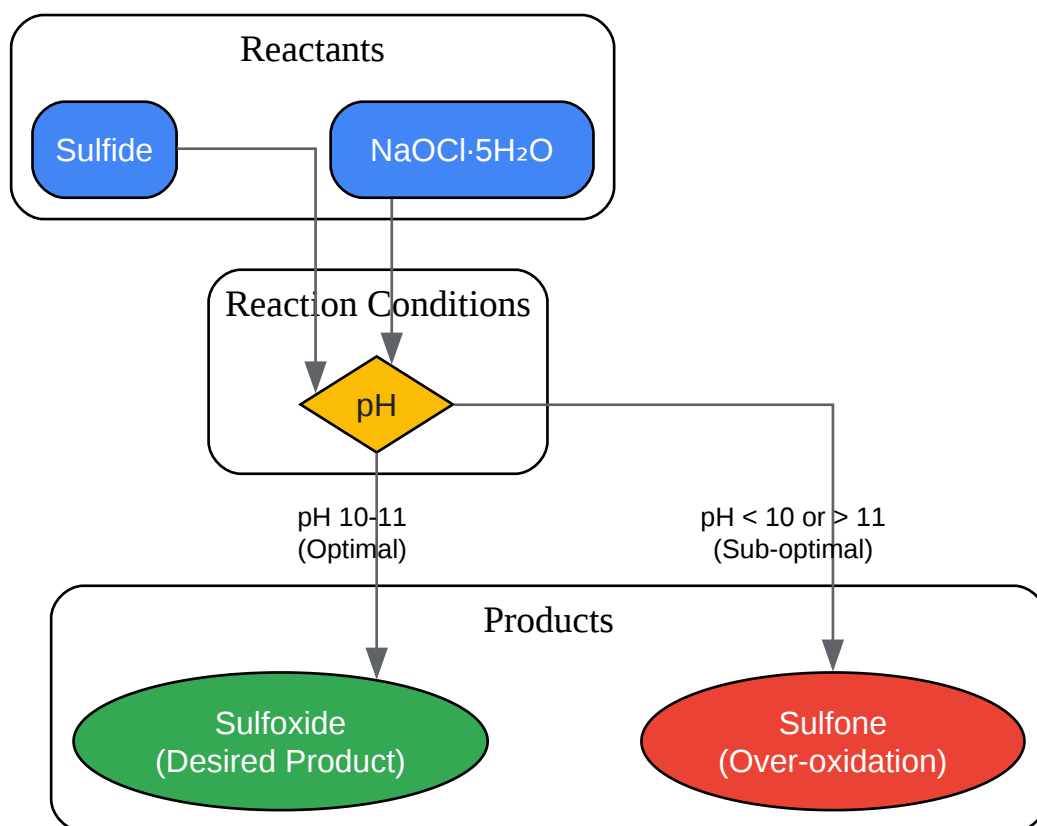 Reactants
Sulfide
NaOCl·5H₂O
Reaction Conditions
pH
pH 10-11
(Optimal)
pH < 10 or > 11
(Sub-optimal)
Products
Sulfoxide
(Desired Product)
Sulfone
(Over-oxidation)